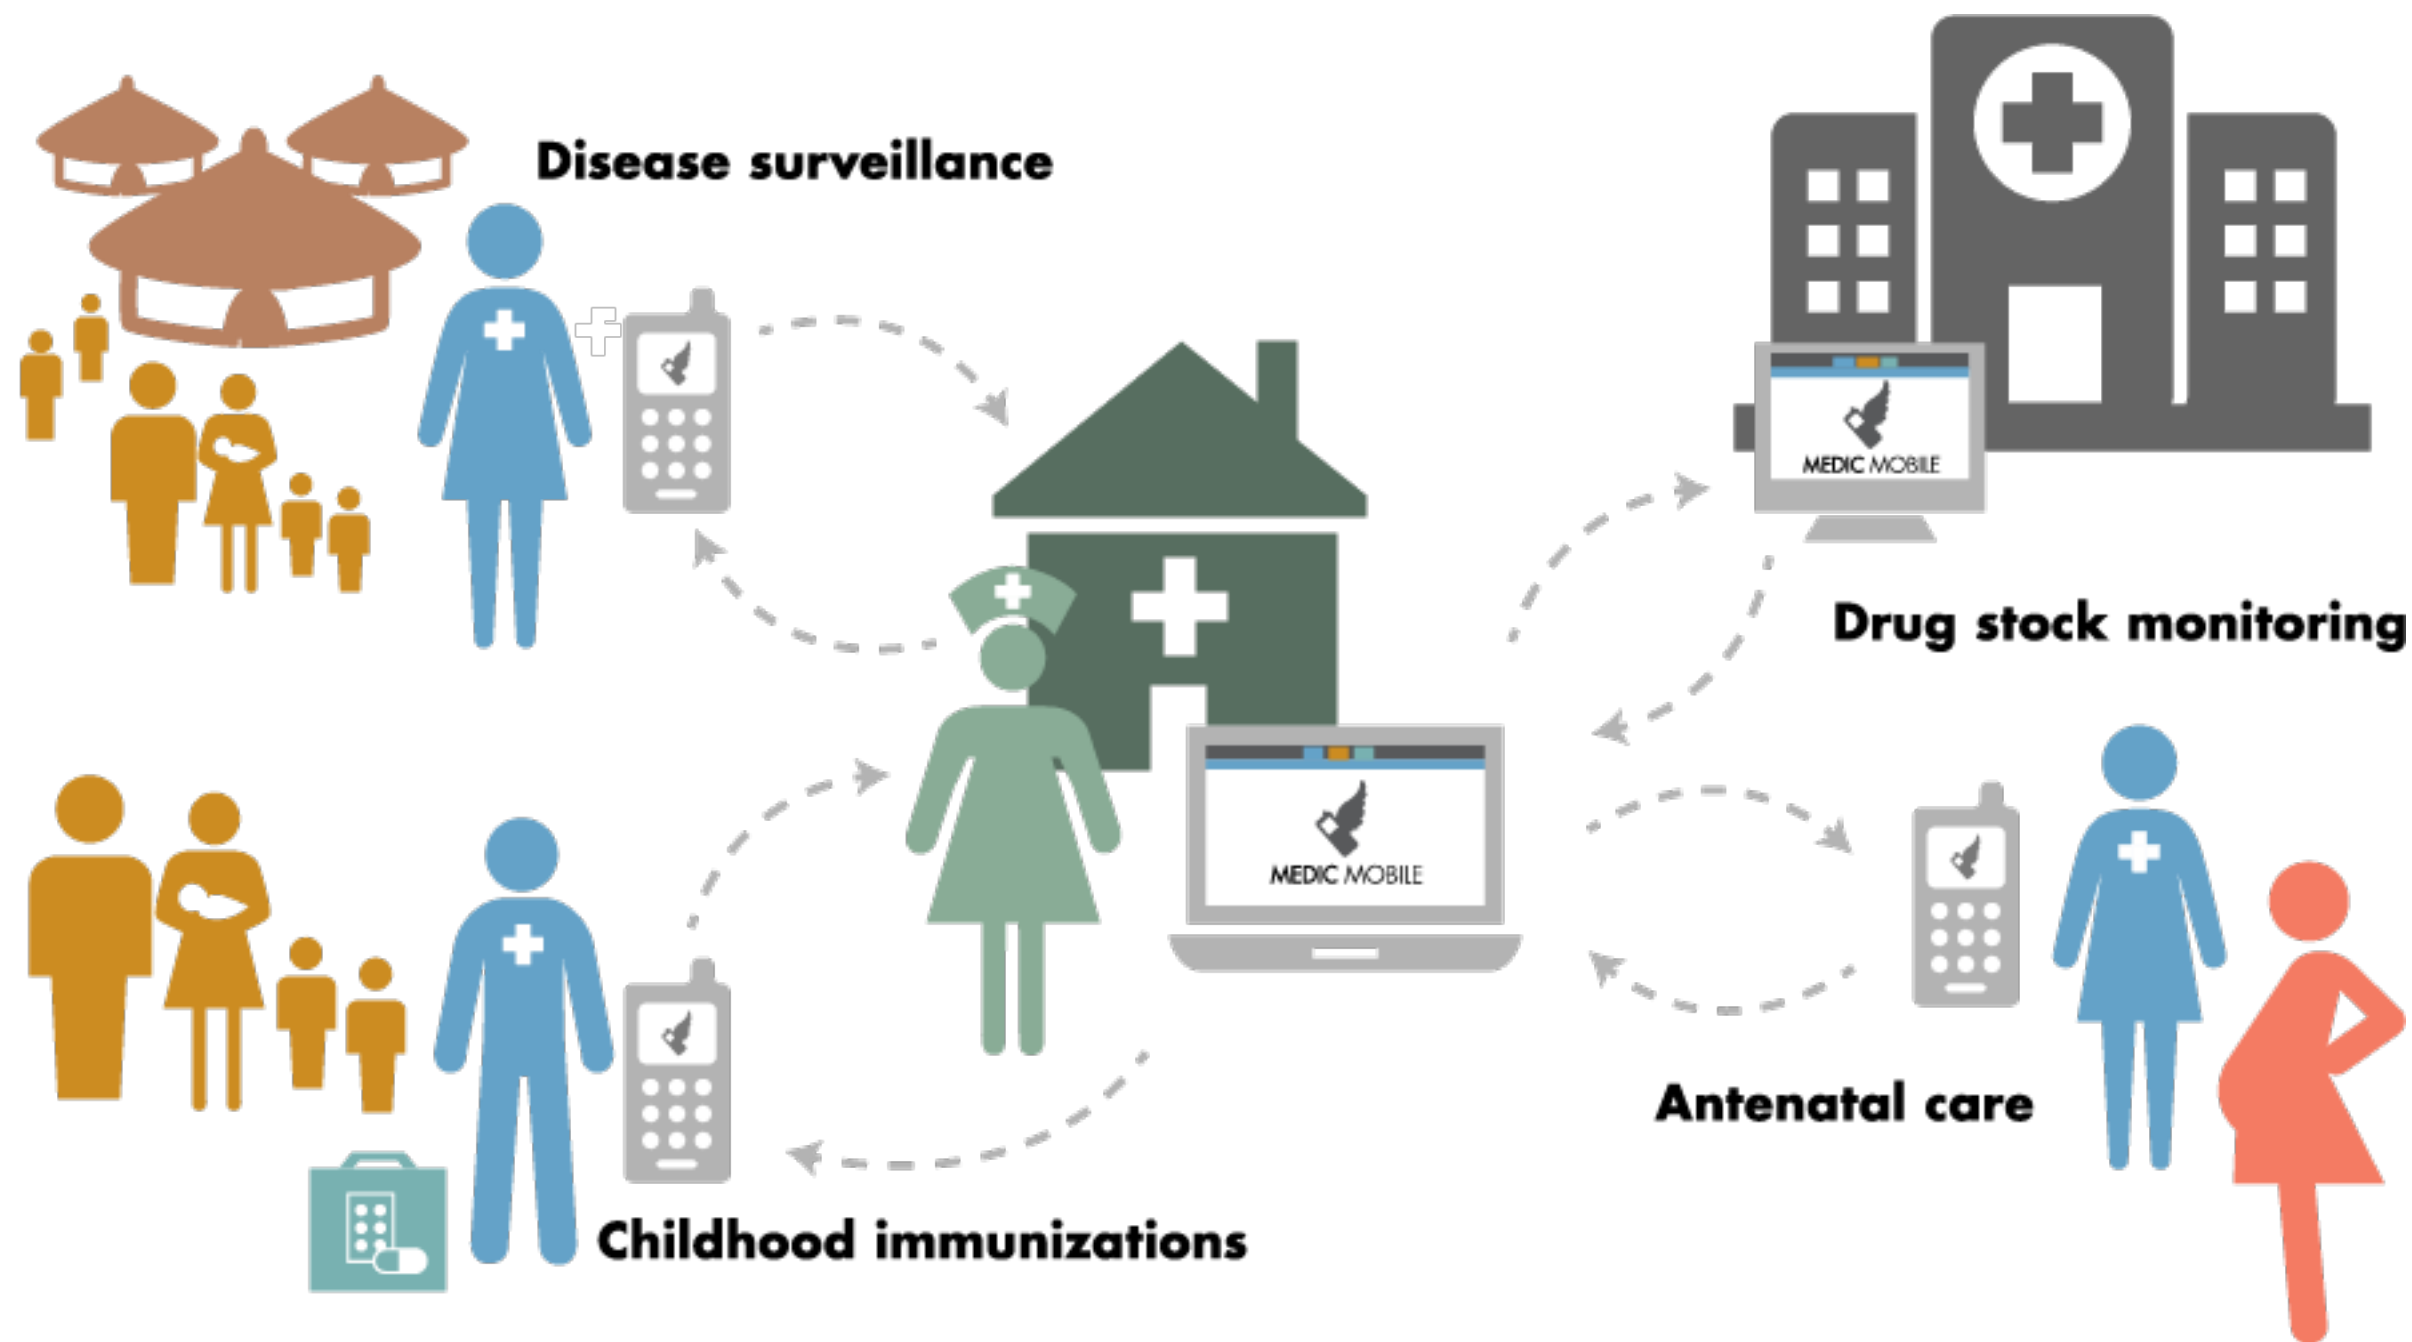 Disease surveillance
MEDIC MOBILE
Drug stock monitoring
MEDIC MOBILE
Antenatal care
Childhood immunizations